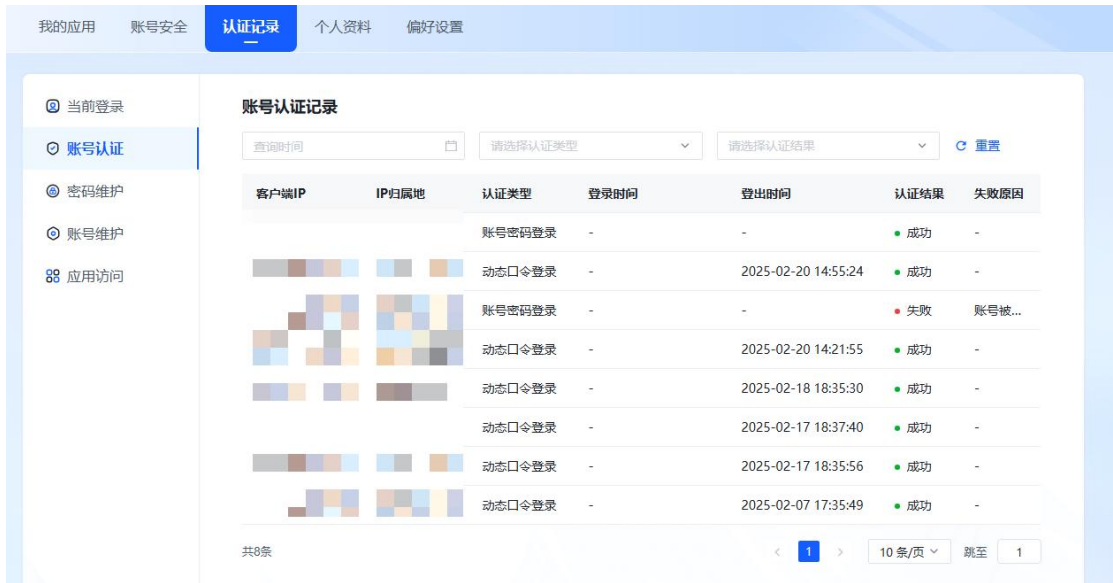 我的应用 账号安全 认证记录 个人资料 偏好设置
当前登录
账号认证
密码维护
账号维护
应用访问
账号认证记录
查询时间 请选择认证类型 请选择认证结果 重置
客户端IP IP归属地 认证类型 登录时间 登出时间 认证结果 失败原因
账号密码登录 - - 成功 -
动态口令登录 - 2025-02-20 14:55:24 成功 -
账号密码登录 - - 失败 账号被...
动态口令登录 - 2025-02-20 14:21:55 成功 -
动态口令登录 - 2025-02-18 18:35:30 成功 -
动态口令登录 - 2025-02-17 18:37:40 成功 -
动态口令登录 - 2025-02-17 18:35:56 成功 -
动态口令登录 - 2025-02-07 17:35:49 成功 -
共8条 1 10 条/页 跳至 1